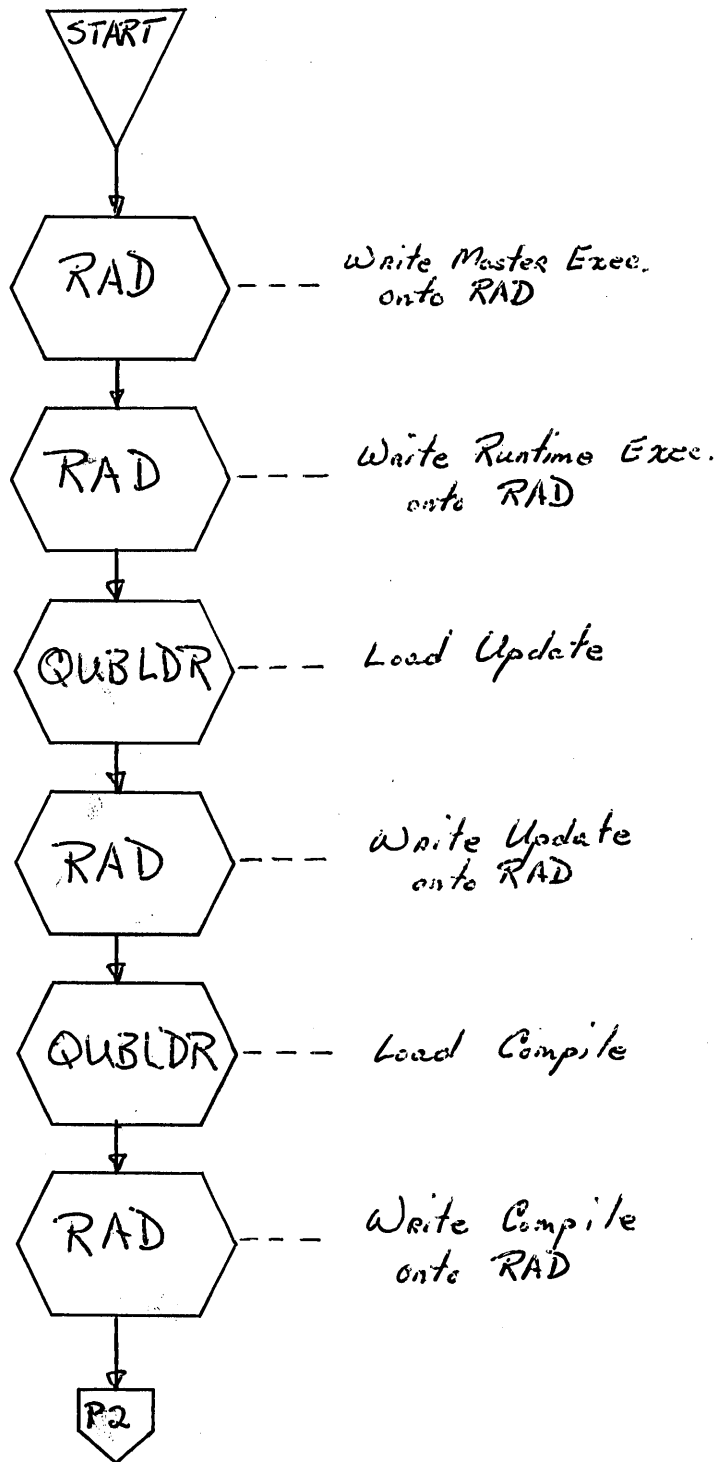 START
RAD
Write Master Exec.
onto RAD
RAD
Write Runtime Exec.
onto RAD
QUBLDR
Load Update
RAD
Write Update
onto RAD
QUBLDR
Load Compile
RAD
Write Compile
onto RAD
P2